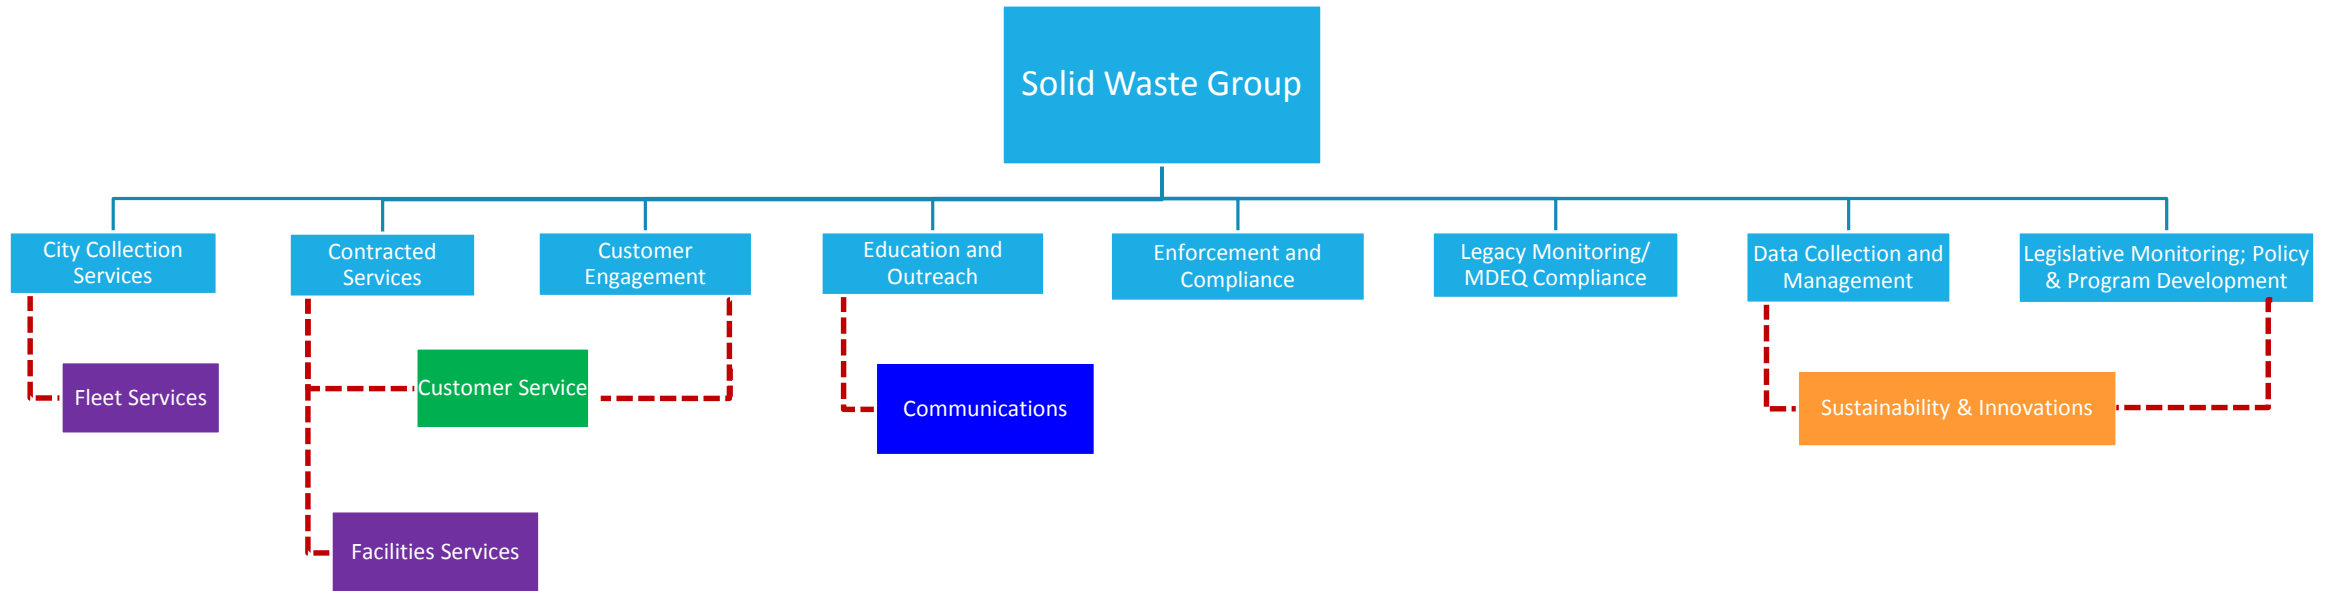 Solid Waste Group
City Collection
Services
Contracted
Services
Customer
Engagement
Education and
Outreach
Enforcement and
Compliance
Legacy Monitoring/
MDEQ Compliance
Data Collection and
Management
Legislative Monitoring; Policy
& Program Development
Fleet Services
Customer Service
Communications
Sustainability & Innovations
Facilities Services